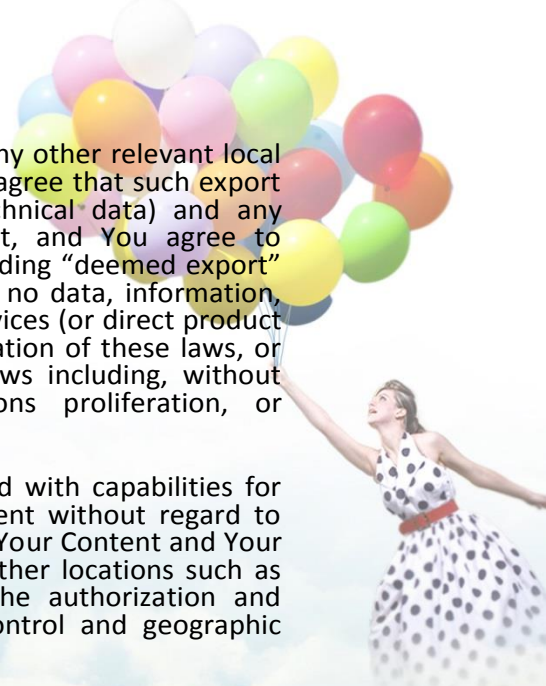 ny other relevant local
agree that such export
chnical data) and any
t, and You agree to
ding “deemed export”
no data, information,
vices (or direct product
ation of these laws, or
ws including, without
ons proliferation, or
d with capabilities for
ent without regard to
Your Content and Your
ther locations such as
he authorization and
ontrol and geographic